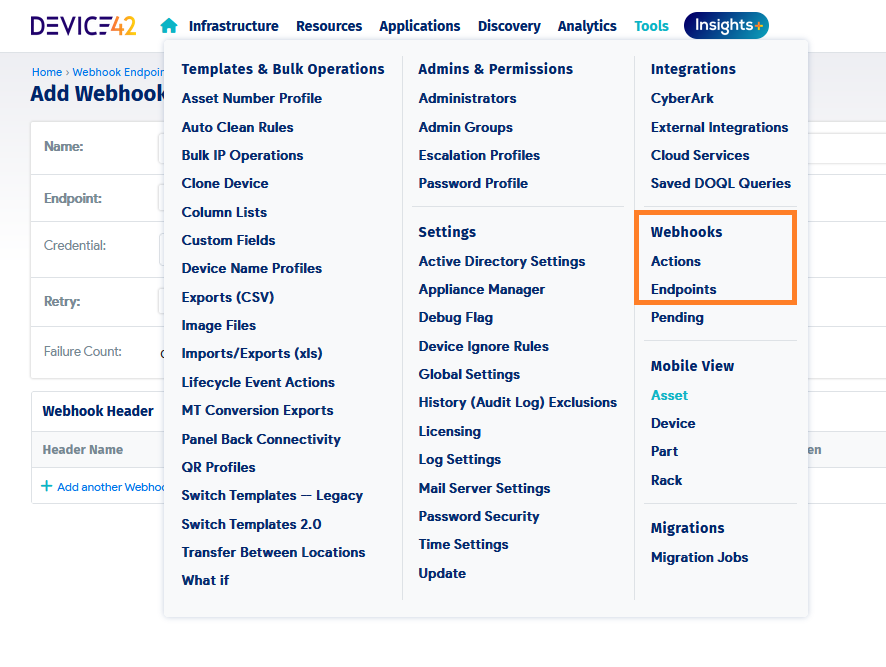 DEVICE42
Infrastructure
Resources
Applications
Discovery
Analytics
Tools
Insights+
Home › Webhook Endpoin
Add Webhook
Name:
Endpoint:
Credential:
Retry:
Failure Count:
Webhook Header
Header Name
+ Add another Webhoo
Templates & Bulk Operations
Asset Number Profile
Auto Clean Rules
Bulk IP Operations
Clone Device
Column Lists
Custom Fields
Device Name Profiles
Exports (CSV)
Image Files
Imports/Exports (xls)
Lifecycle Event Actions
MT Conversion Exports
Panel Back Connectivity
QR Profiles
Switch Templates — Legacy
Switch Templates 2.0
Transfer Between Locations
What if
Admins & Permissions
Administrators
Admin Groups
Escalation Profiles
Password Profile
Settings
Active Directory Settings
Appliance Manager
Debug Flag
Device Ignore Rules
Global Settings
History (Audit Log) Exclusions
Licensing
Log Settings
Mail Server Settings
Password Security
Time Settings
Update
Integrations
CyberArk
External Integrations
Cloud Services
Saved DOQL Queries
Webhooks
Actions
Endpoints
Pending
Mobile View
Asset
Device
Part
Rack
Migrations
Migration Jobs
en